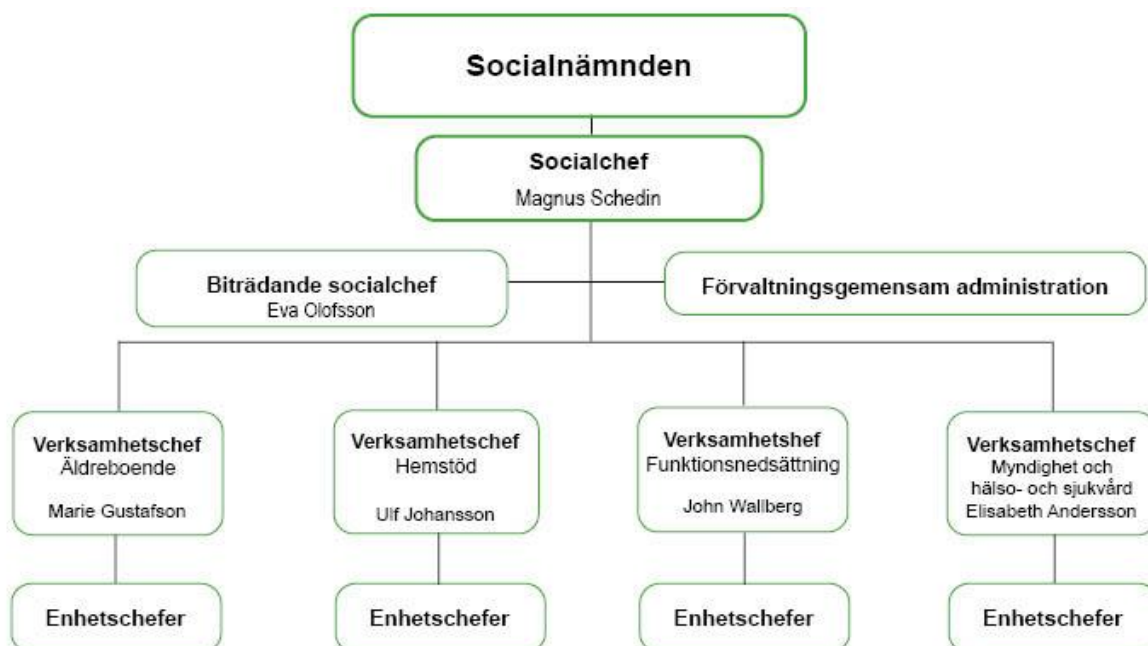 Socialnämnden
Socialchef
Magnus Schedin
Biträdande socialchef
Eva Olofsson
Förvaltningsgemensam administration
Verksamhetschef
Äldreboende
Marie Gustafson
Verksamhetschef
Hemstöd
Ulf Johansson
Verksamhetshef
Funktionsnedsättning
John Wallberg
Verksamhetschef
Myndighet och
hälso- och sjukvård
Elisabeth Andersson
Enhetschefer
Enhetschefer
Enhetschefer
Enhetschefer